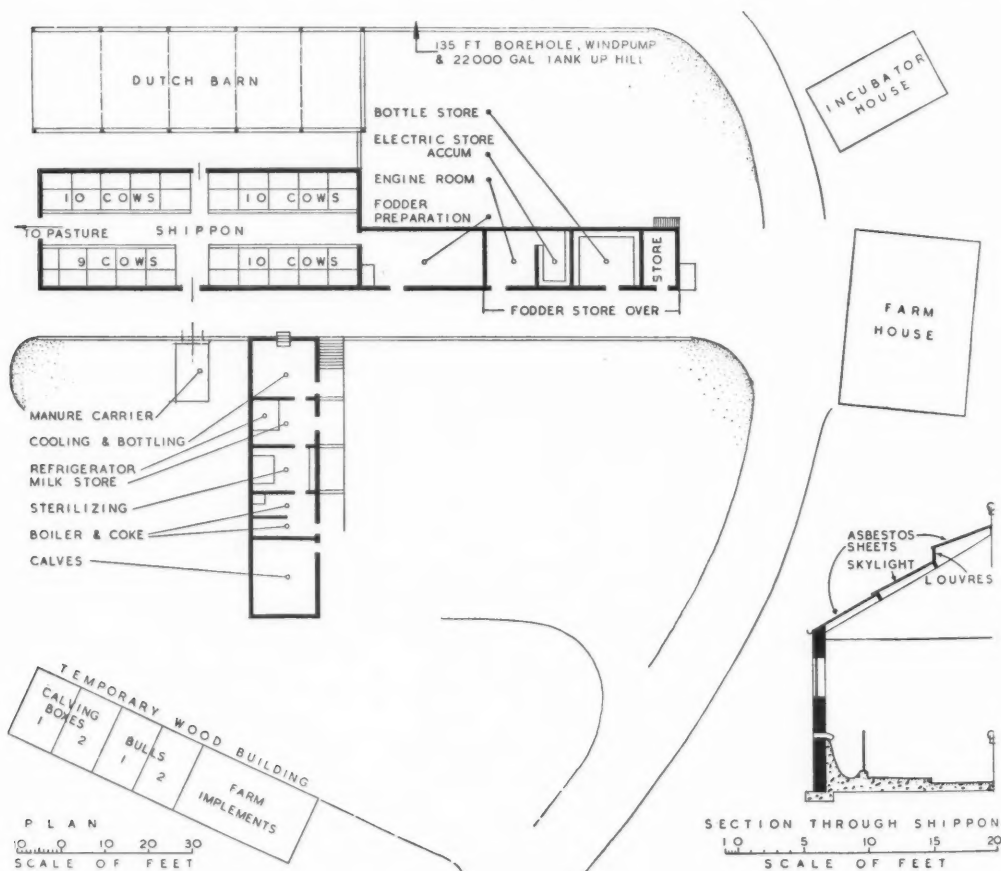 135 FT BOREHOLE, WINDPUMP
& 22000 GAL TANK UP HILL
DUTCH BARN
INCUBATOR
HOUSE
BOTTLE STORE
ELECTRIC STORE
ACCUM
ENGINE ROOM
FODDER
PREPARATION
10 COWS
10 COWS
TO PASTURE
SHIPPON
9 COWS
10 COWS
STORE
FODDER STORE OVER
FARM
HOUSE
MANURE CARRIER
COOLING & BOTTLING
REFRIGERATOR
MILK STORE
STERILIZING
BOILER & COKE
CALVES
ASBESTOS
SHEETS
SKYLIGHT
LOUVRES
TEMPORARY WOOD BUILDING
CALVING
BOXES
1 2
BULLS
1 2
FARM
IMPLEMENTS
PLAN
10 0 10 20 30
SCALE OF FEET
SECTION THROUGH SHIPPON
1 0 5 10 15 20
SCALE OF FEET